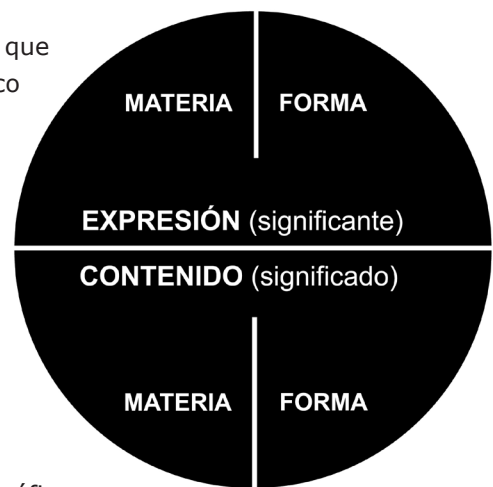 que
co
MATERIA FORMA
EXPRESIÓN (significante)
CONTENIDO (significado)
MATERIA FORMA